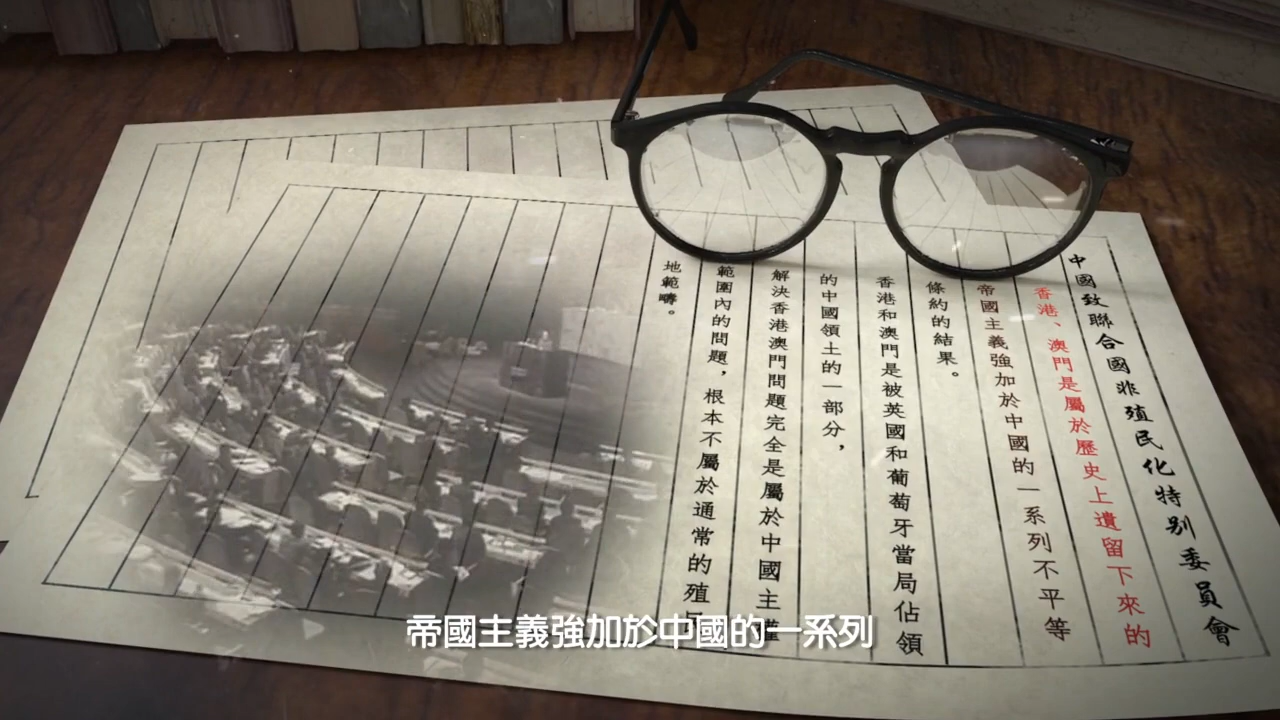 中國致聯合國非殖民化特別委員會
香港、澳門是屬於歷史上遺留下來的
帝國主義強加於中國的一系列不平等
條約的結果。
香港和澳門是被英國和葡萄牙當局佔領
的中國領土的一部分，
解決香港澳門問題完全是屬於中國主權
範圍內的問題，根本不屬於通常的殖民
地範疇。
帝國主義強加於中國的一系列